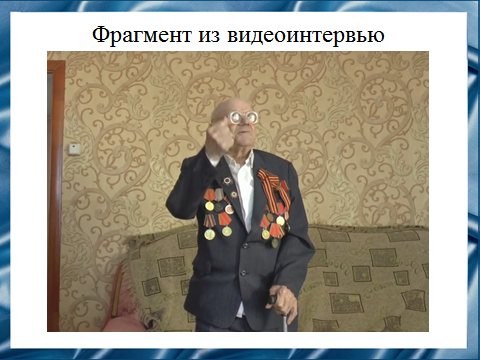 Фрагмент из видеоинтервью